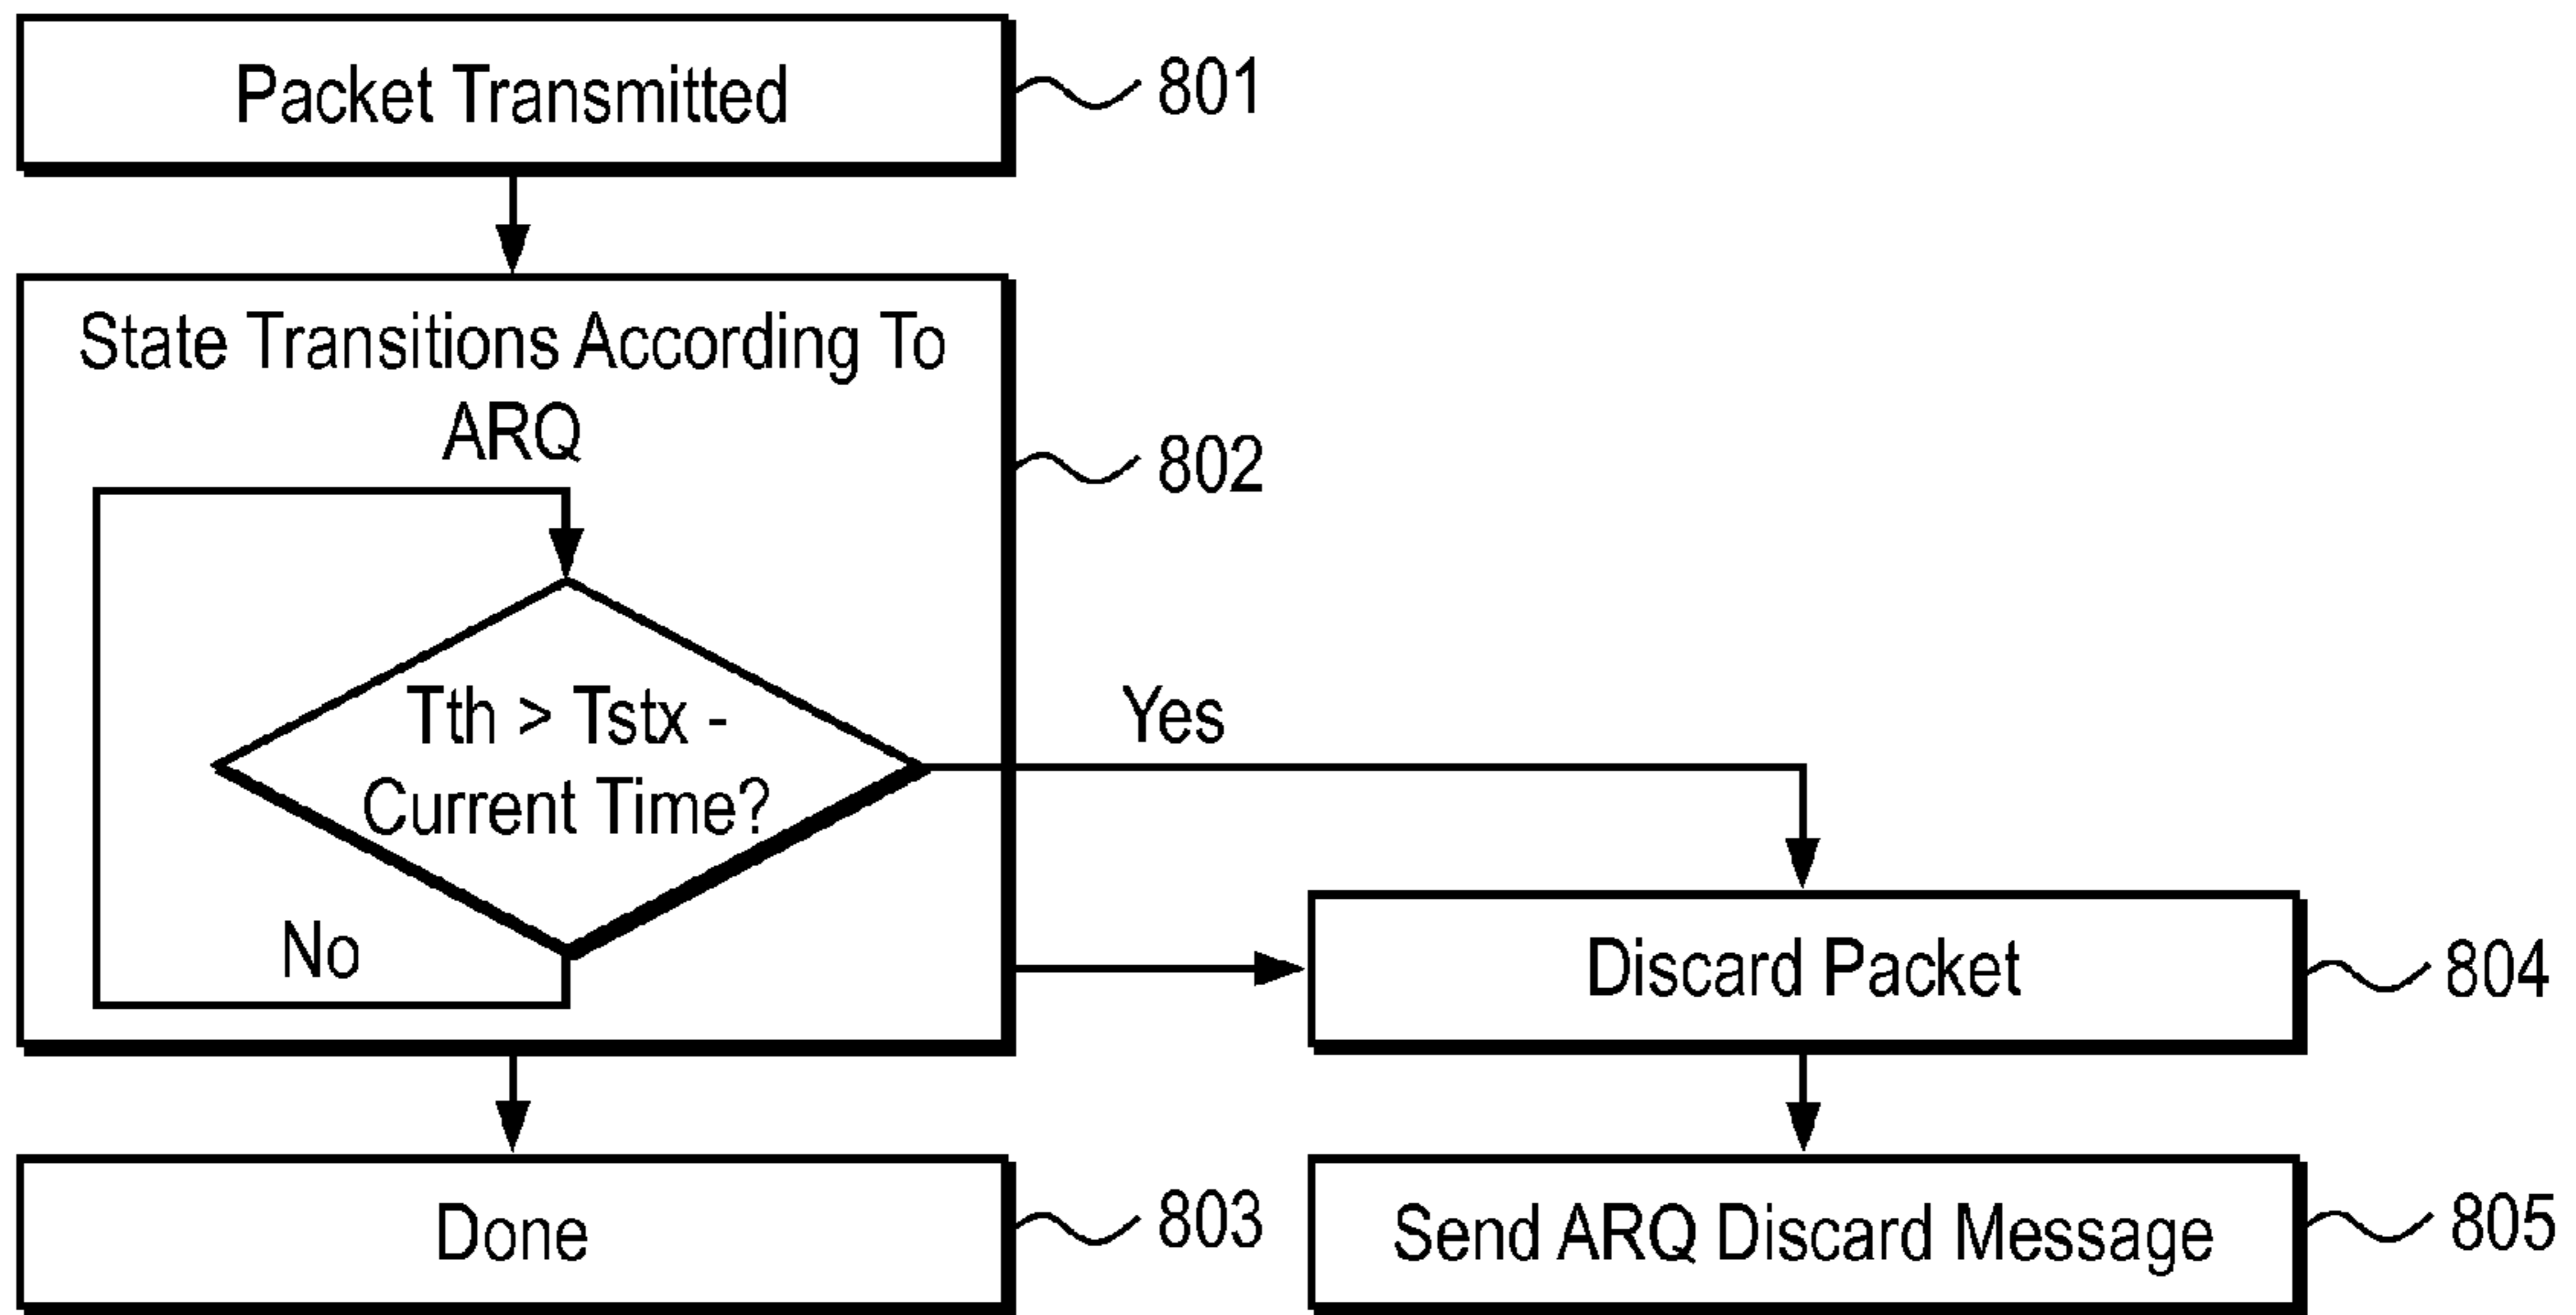 Packet Transmitted
801
State Transitions According To
ARQ
802
Tth > Tstx -
Current Time?
Yes
No
Discard Packet
804
Done
803
Send ARQ Discard Message
805